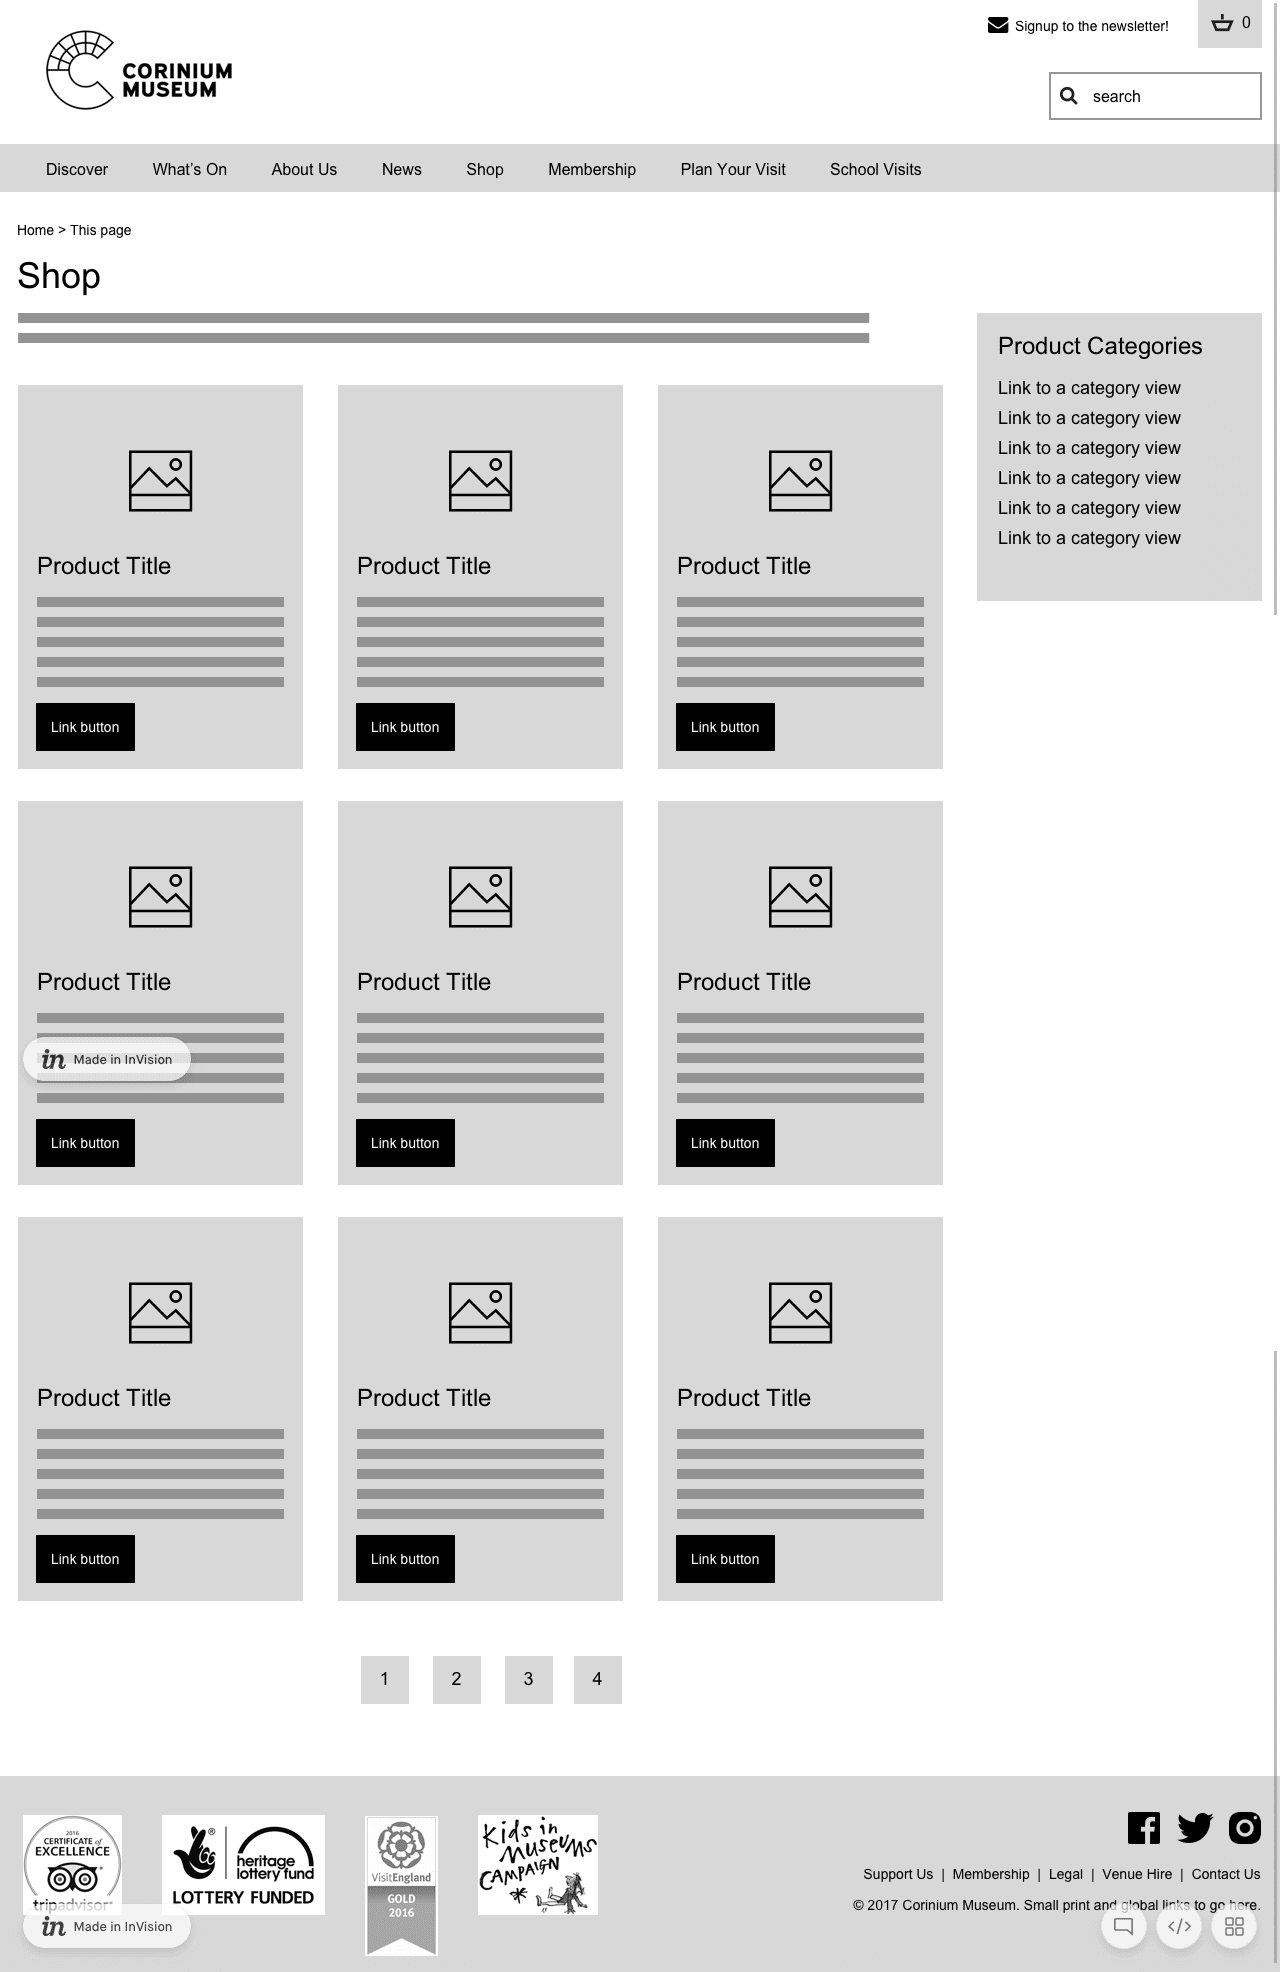 Signup to the newsletter!
0
CORINIUM
MUSEUM
search
Discover What's On About Us News Shop Membership Plan Your Visit School Visits
Home > This page
Shop
Product Categories
Link to a category view
Link to a category view
Link to a category view
Link to a category view
Link to a category view
Link to a category view
Product Title Product Title Product Title
Link button Link button Link button
Product Title Product Title Product Title
in Made in InVision
Link button Link button Link button
Product Title Product Title Product Title
Link button Link button Link button
1 2 3 4
2016
CERTIFICATE of
EXCELLENCE
tripadvisor®
®
heritage
lottery fund
LOTTERY FUNDED
VisitEngland
GOLD
2016
Kids in
Museums
CAMPAIGN
Support Us | Membership | Legal | Venue Hire | Contact Us
© 2017 Corinium Museum. Small print and global links to go here.
in Made in InVision